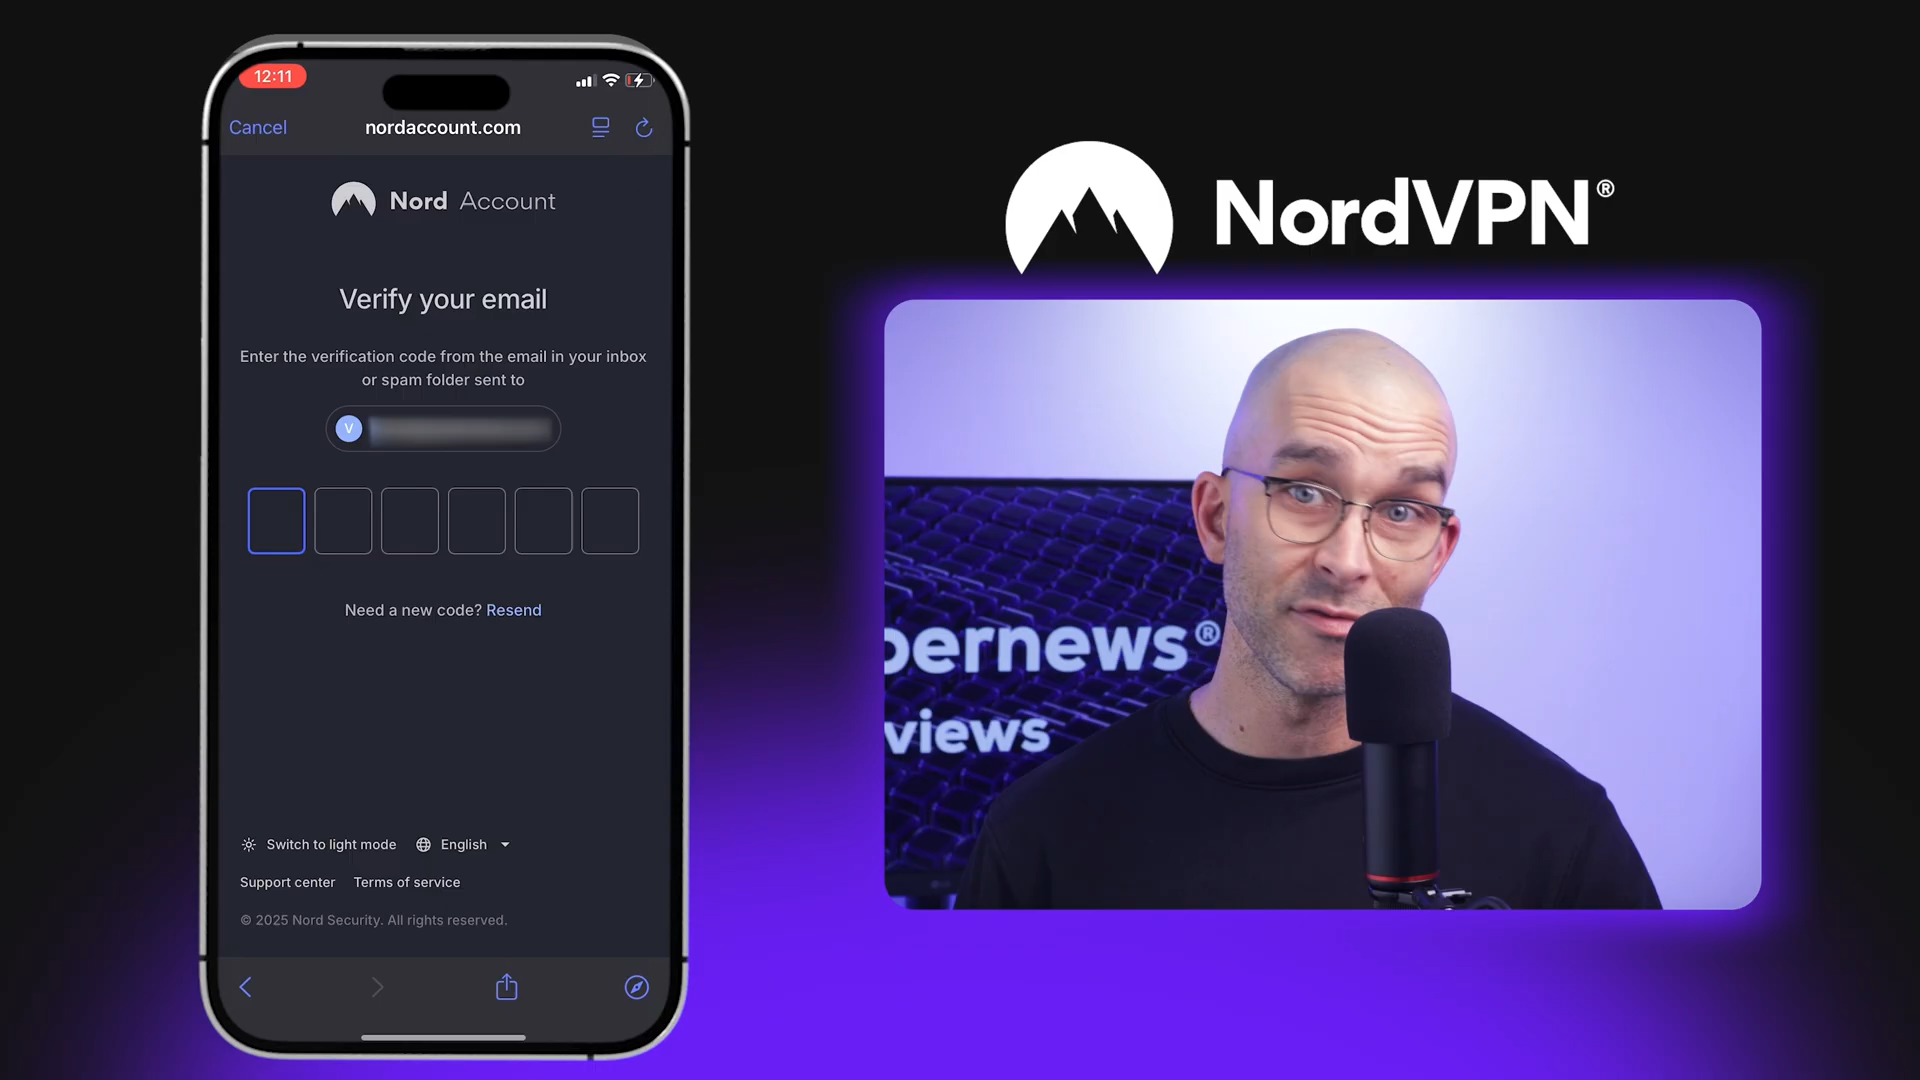 12:11
Cancel
nordaccount.com
Nord Account
Verify your email
Enter the verification code from the email in your inbox
or spam folder sent to
V
Need a new code? Resend
Switch to light mode
English
Support center
Terms of service
© 2025 Nord Security. All rights reserved.
NordVPN®
bernews®
views